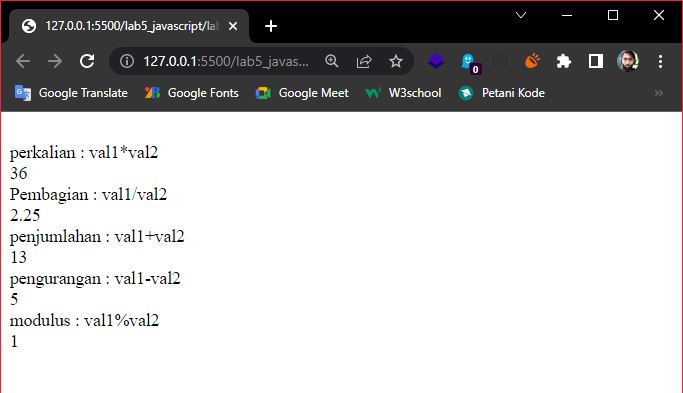 127.0.0.1:5500/lab5_javascript/lab
127.0.0.1:5500/lab5_javas...
0
Google Translate
Google Fonts
Google Meet
W3school
Petani Kode
»
perkalian : val1*val2
36
Pembagian : val1/val2
2.25
penjumlahan : val1+val2
13
pengurangan : val1-val2
5
modulus : val1%val2
1